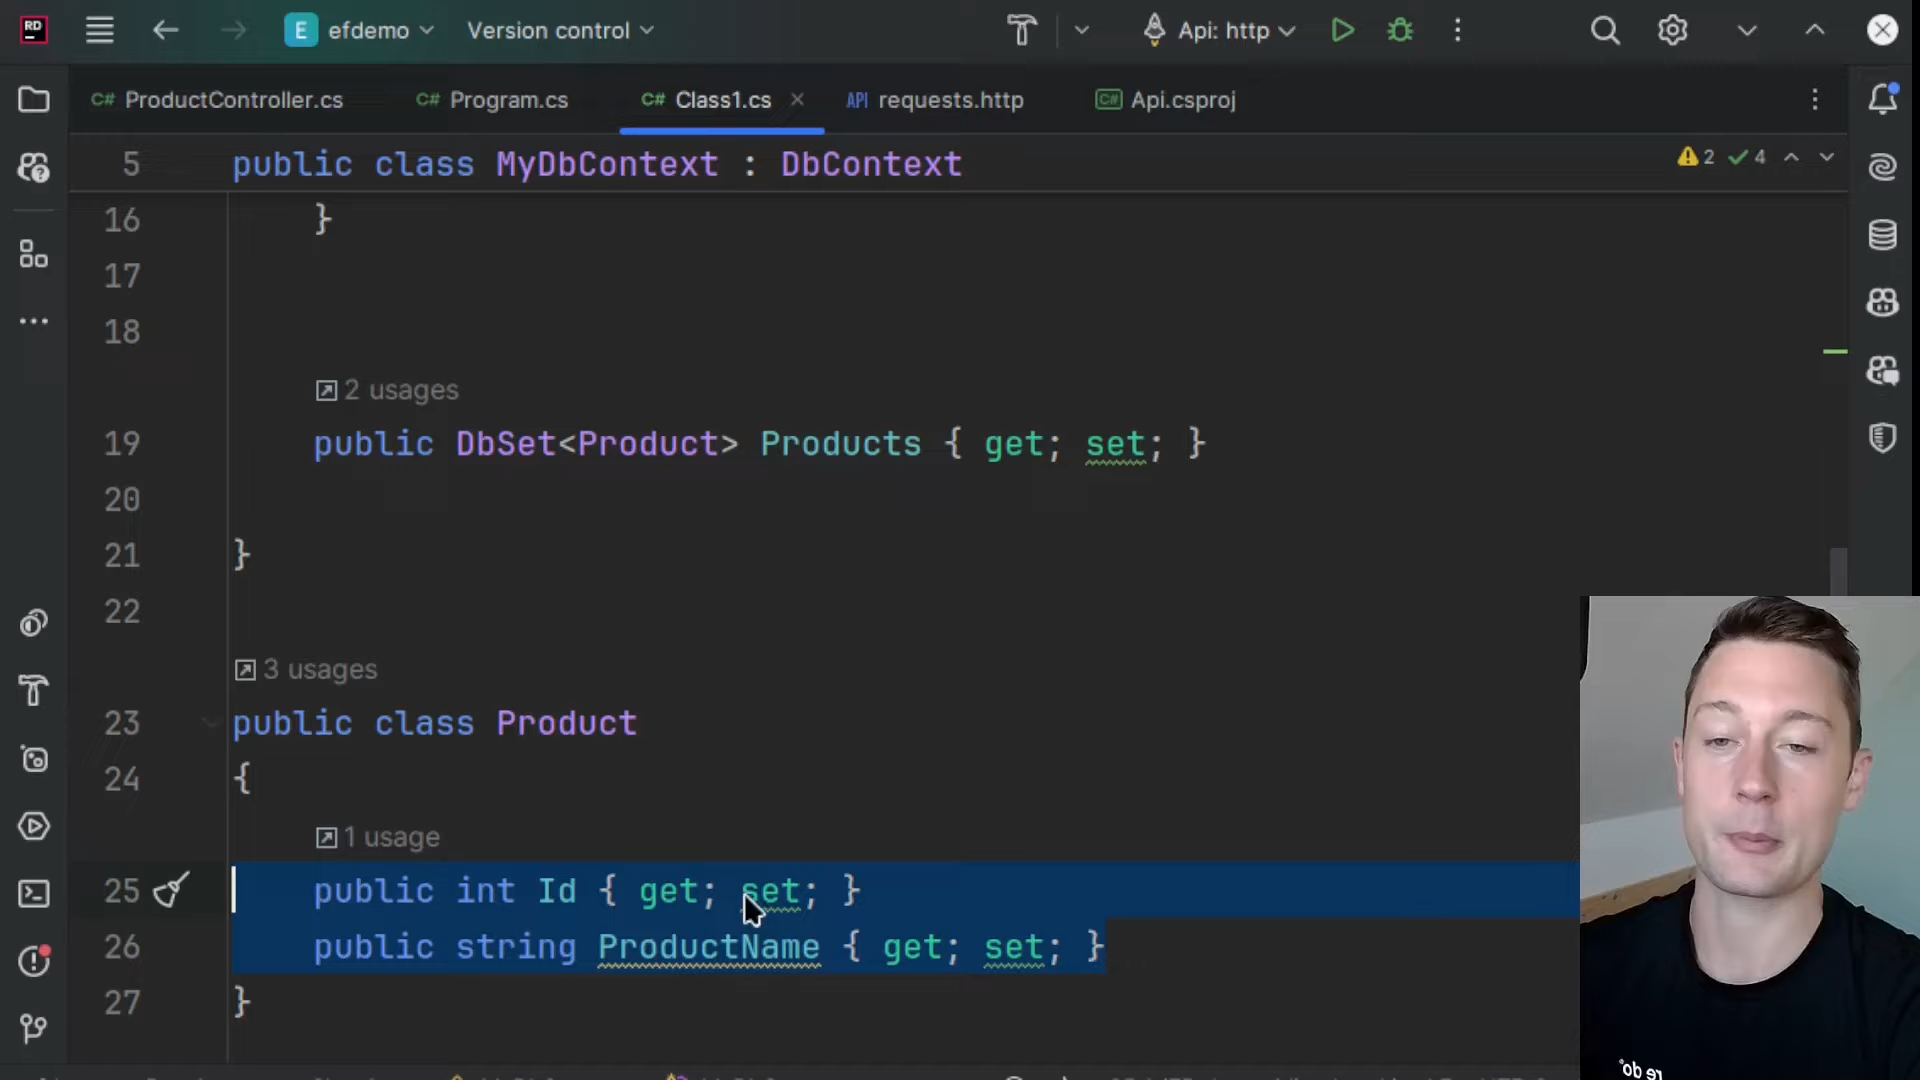 RD
E efdemo Version control Api: http
ProductController.cs Program.cs Class1.cs requests.http Api.csproj
5 public class MyDbContext : DbContext 2 4
16 }
17
18
2 usages
19 public DbSet<Product> Products { get; set; }
20
21 }
22
3 usages
23 public class Product
24 {
1 usage
25 public int Id { get; set; }
26 public string ProductName { get; set; }
27 }